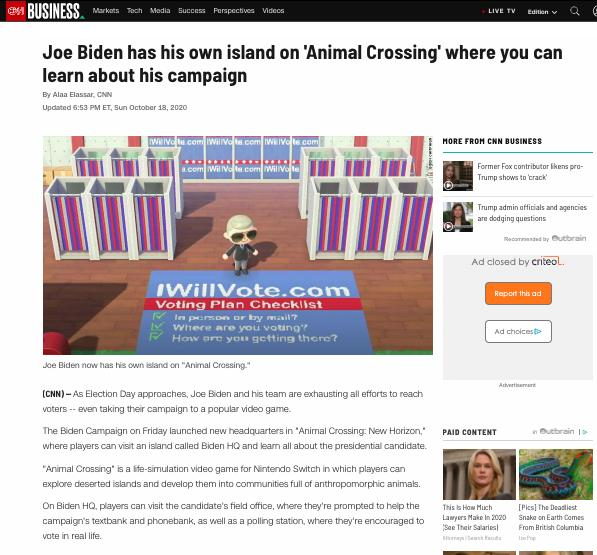 CNN BUSINESS
Markets Tech Media Success Perspectives Videos
LIVE TV Edition
Joe Biden has his own island on 'Animal Crossing' where you can
learn about his campaign
By Alaa Elassar, CNN
Updated 6:53 PM ET, Sun October 18, 2020
IWillVote.com
IWillVote.com
Voting Plan Checklist
In person or by mail?
Where are you voting?
How are you getting there?
Joe Biden now has his own island on "Animal Crossing."
(CNN) — As Election Day approaches, Joe Biden and his team are exhausting all efforts to reach
voters -- even taking their campaign to a popular video game.
The Biden Campaign on Friday launched new headquarters in "Animal Crossing: New Horizon,"
where players can visit an island called Biden HQ and learn all about the presidential candidate.
"Animal Crossing" is a life-simulation video game for Nintendo Switch in which players can
explore deserted islands and develop them into communities full of anthropomorphic animals.
On Biden HQ, players can visit the candidate's field office, where they're prompted to help the
campaign's textbank and phonebank, as well as a polling station, where they're encouraged to
vote in real life.
MORE FROM CNN BUSINESS
Former Fox contributor likens pro-
Trump shows to 'crack'
Trump admin officials and agencies
are dodging questions
Recommended by Outbrain
Ad closed by criteo
Report this ad
Ad choices
Advertisement
PAID CONTENT
Outbrain
This Is How Much
Lawyers Make In 2020
(See Their Salaries)
Attorneys | Search Results
[Pics] The Deadliest
Snake on Earth Comes
From British Columbia